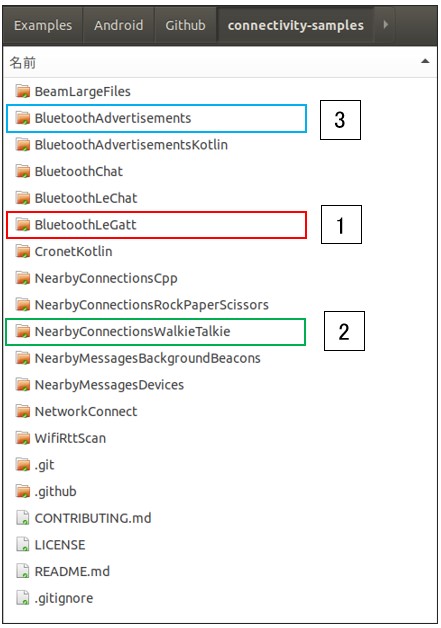 Examples Android Github connectivity-samples
名前
BeamLargeFiles
BluetoothAdvertisements 3
BluetoothAdvertisementsKotlin
BluetoothChat
BluetoothLeChat
BluetoothLeGatt 1
CronetKotlin
NearbyConnectionsCpp
NearbyConnectionsRockPaperScissors
NearbyConnectionsWalkieTalkie 2
NearbyMessagesBackgroundBeacons
NearbyMessagesDevices
NetworkConnect
WifiRttScan
.git
.github
CONTRIBUTING.md
LICENSE
README.md
.gitignore